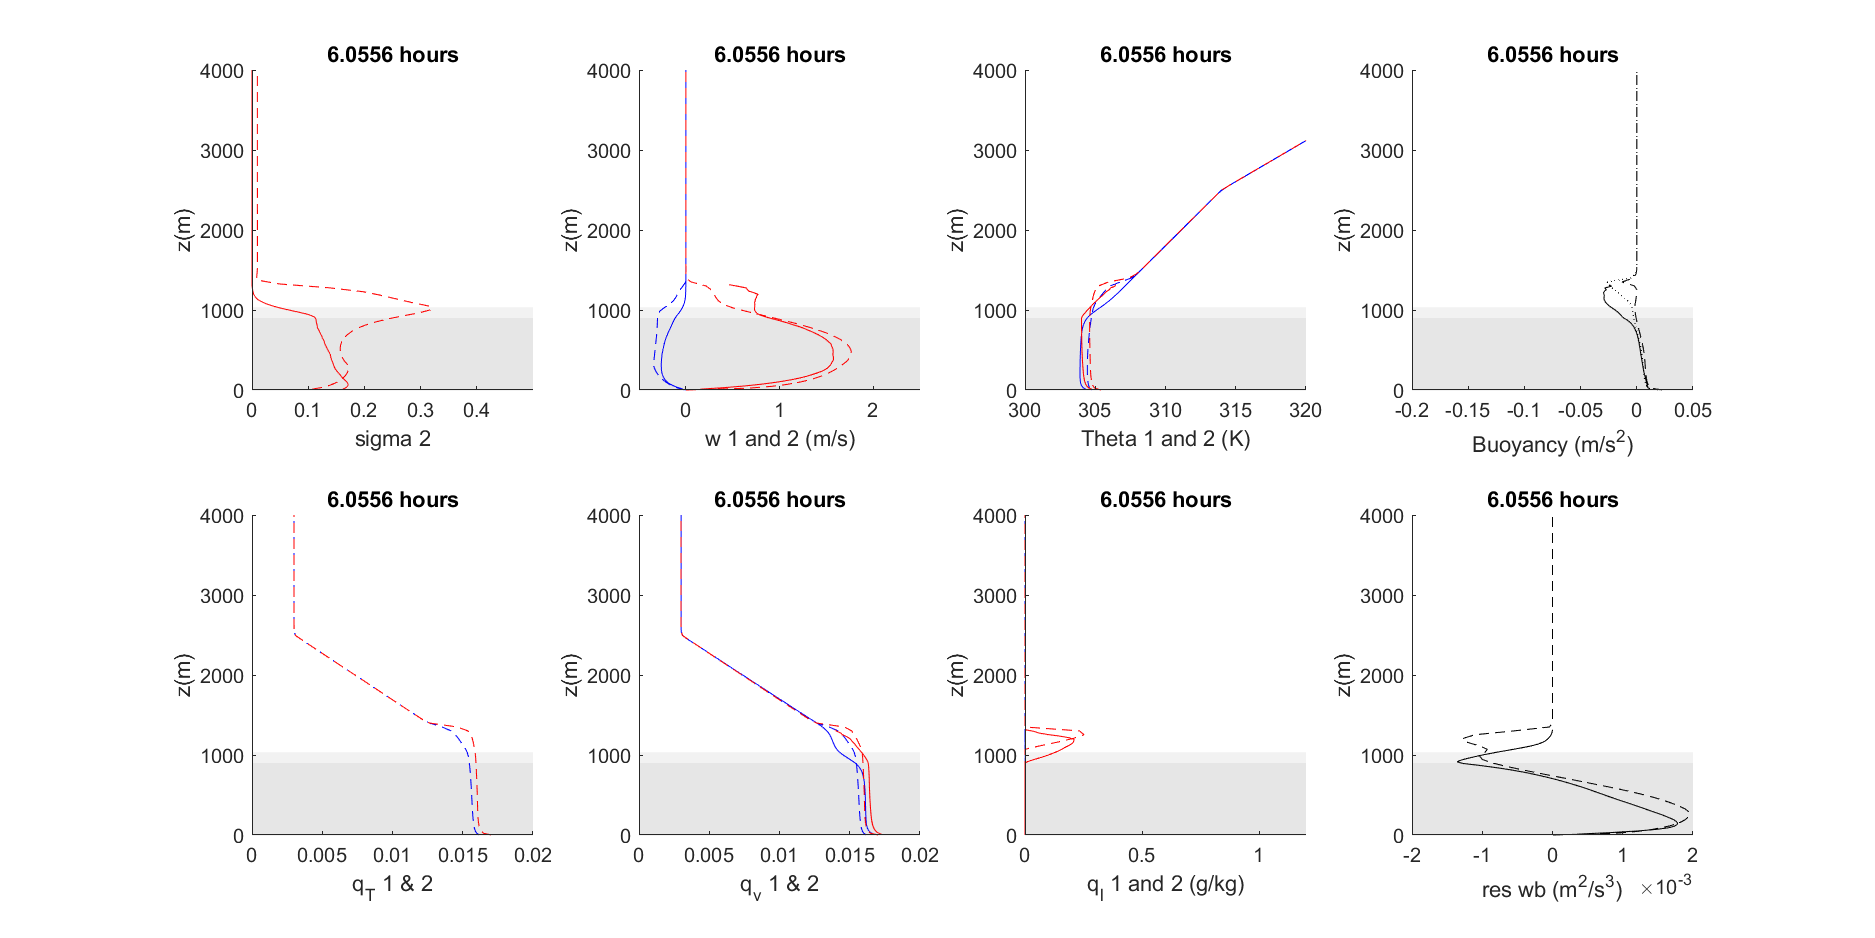 6.0556 hours 6.0556 hours 6.0556 hours 6.0556 hours
4000 4000 4000 4000
3000 3000 3000 3000
z(m) z(m) z(m) z(m)
2000 2000 2000 2000
1000 1000 1000 1000
0 0 0 0
0 0.1 0.2 0.3 0.4 0 1 2 300 305 310 315 320 -0.2 -0.15 -0.1 -0.05 0 0.05
sigma 2 w 1 and 2 (m/s) Theta 1 and 2 (K) Buoyancy (m/s2)
6.0556 hours 6.0556 hours 6.0556 hours 6.0556 hours
4000 4000 4000 4000
3000 3000 3000 3000
z(m) z(m) z(m) z(m)
2000 2000 2000 2000
1000 1000 1000 1000
0 0 0 0
0 0.005 0.01 0.015 0.02 0 0.005 0.01 0.015 0.02 0 0.5 1 -2 -1 0 1 2
qT 1 & 2 qv 1 & 2 ql 1 and 2 (g/kg) res wb (m2/s3) ×10-3